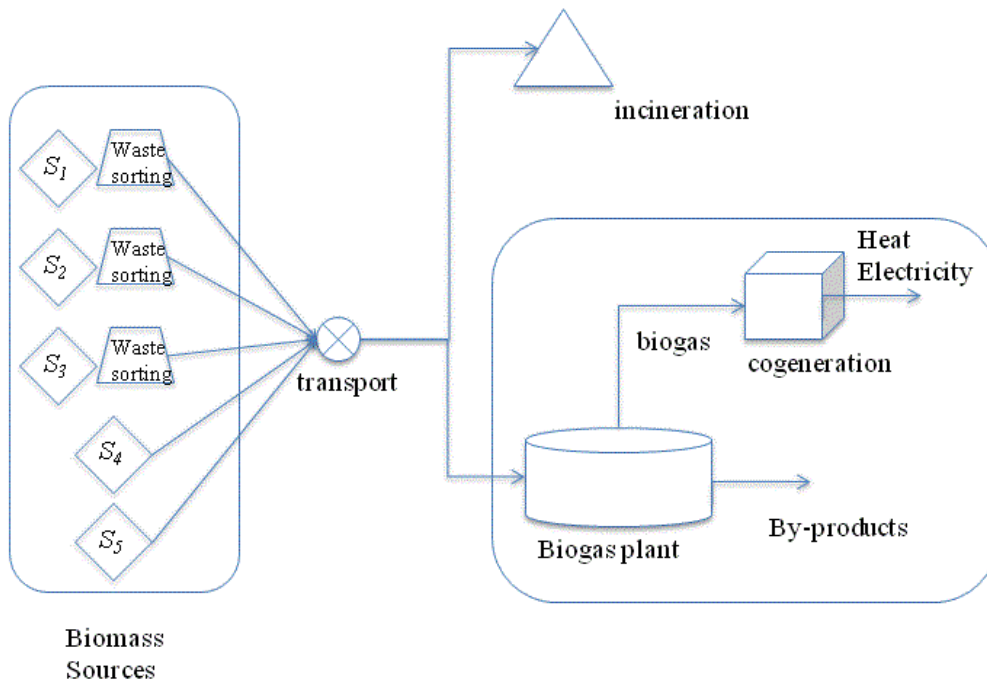 incineration
S1
Waste
sorting
S2
Waste
sorting
S3
Waste
sorting
S4
S5
transport
Heat
Electricity
biogas
cogeneration
Biogas plant
By-products
Biomass
Sources